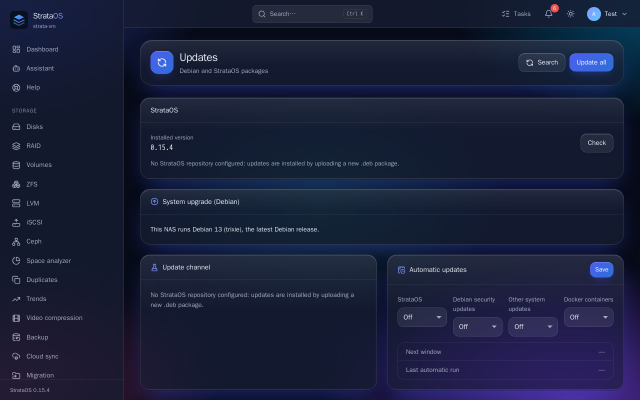 StrataOS
strata-srv
Search…
Ctrl K
Tasks
6
T
Test
Dashboard
Assistant
Help
STORAGE
Disks
RAID
Volumes
ZFS
LVM
iSCSI
Ceph
Space analyzer
Duplicates
Trends
Video compression
Backup
Cloud sync
Migration
StrataOS 0.15.4
Updates
Debian and StrataOS packages
Search
Update all
StrataOS
Installed version
0.15.4
Check
No StrataOS repository configured: updates are installed by uploading a new .deb package.
System upgrade (Debian)
This NAS runs Debian 13 (trixie), the latest Debian release.
Update channel
No StrataOS repository configured: updates are installed by uploading a
new .deb package.
Automatic updates
Save
StrataOS
Off
Debian security
updates
Off
Other system
updates
Off
Docker containers
Off
Next window —
Last automatic run —